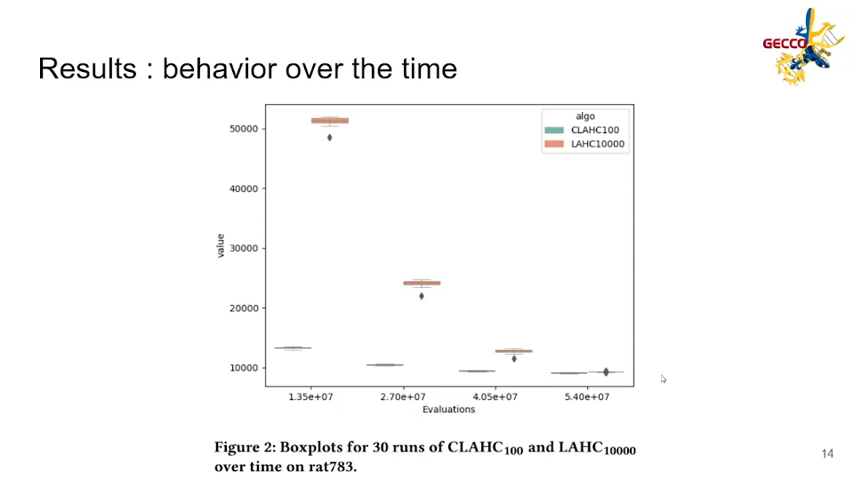 GECCO
Results : behavior over the time
algo
CLAHC100
LAHC10000
50000
40000
30000
20000
10000
value
1.35e+07 2.70e+07 4.05e+07 5.40e+07
Evaluations
Figure 2: Boxplots for 30 runs of CLAHC100 and LAHC10000
over time on rat783.
14